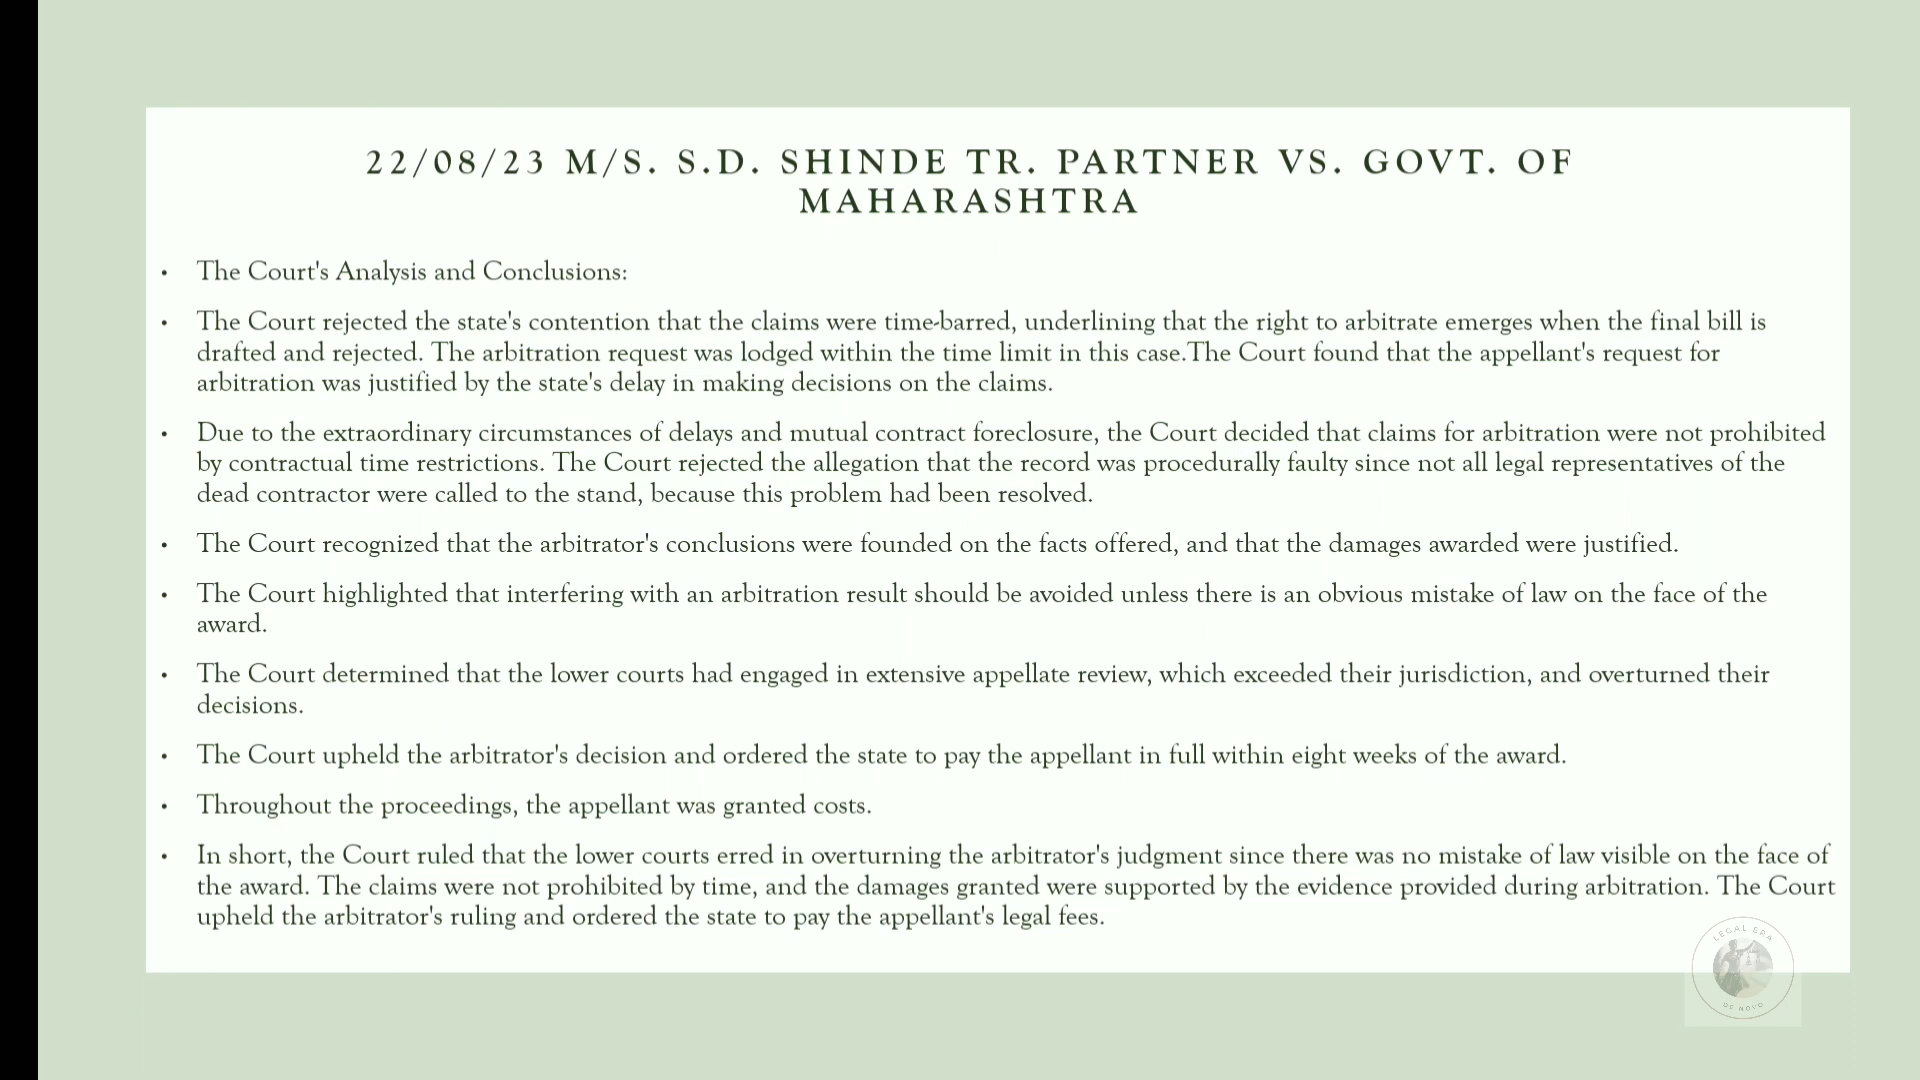 22/08/23 M/S. S.D. SHINDE TR. PARTNER VS. GOVT. OF
MAHARASHTRA
• The Court's Analysis and Conclusions:
• The Court rejected the state's contention that the claims were time-barred, underlining that the right to arbitrate emerges when the final bill is
drafted and rejected. The arbitration request was lodged within the time limit in this case.The Court found that the appellant's request for
arbitration was justified by the state's delay in making decisions on the claims.
• Due to the extraordinary circumstances of delays and mutual contract foreclosure, the Court decided that claims for arbitration were not prohibited
by contractual time restrictions. The Court rejected the allegation that the record was procedurally faulty since not all legal representatives of the
dead contractor were called to the stand, because this problem had been resolved.
• The Court recognized that the arbitrator's conclusions were founded on the facts offered, and that the damages awarded were justified.
• The Court highlighted that interfering with an arbitration result should be avoided unless there is an obvious mistake of law on the face of the
award.
• The Court determined that the lower courts had engaged in extensive appellate review, which exceeded their jurisdiction, and overturned their
decisions.
• The Court upheld the arbitrator's decision and ordered the state to pay the appellant in full within eight weeks of the award.
• Throughout the proceedings, the appellant was granted costs.
• In short, the Court ruled that the lower courts erred in overturning the arbitrator's judgment since there was no mistake of law visible on the face of
the award. The claims were not prohibited by time, and the damages granted were supported by the evidence provided during arbitration. The Court
upheld the arbitrator's ruling and ordered the state to pay the appellant's legal fees.
LEGAL ERA
DE NOVO